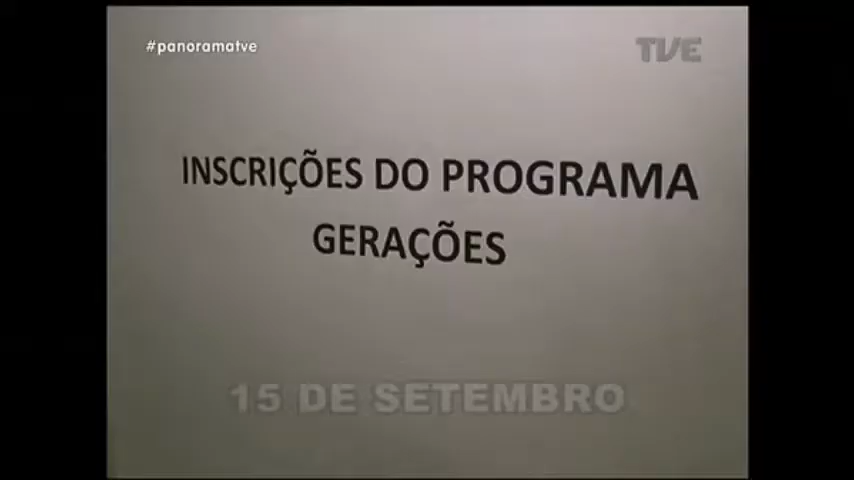 #panoramatve
TVE
INSCRIÇÕES DO PROGRAMA
GERAÇÕES
15 DE SETEMBRO